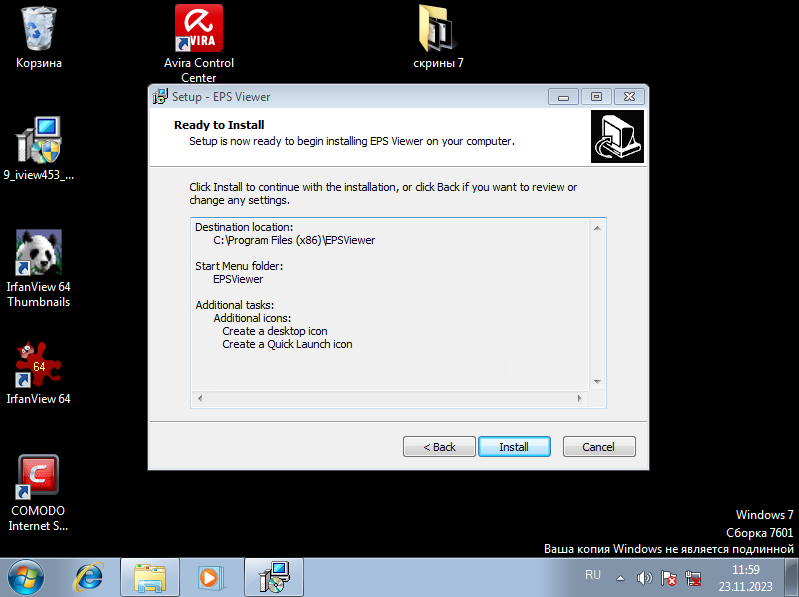 Корзина
AVIRA
Avira Control
Center
скрины 7
9_iview453_...
IrfanView 64
Thumbnails
64
IrfanView 64
C
COMODO
Internet S...
Setup - EPS Viewer
Ready to Install
Setup is now ready to begin installing EPS Viewer on your computer.
Click Install to continue with the installation, or click Back if you want to review or
change any settings.
Destination location:
C:\Program Files (x86)\EPSViewer
Start Menu folder:
EPSViewer
Additional tasks:
Additional icons:
Create a desktop icon
Create a Quick Launch icon
< Back
Install
Cancel
Windows 7
Сборка 7601
Ваша копия Windows не является подлинной
RU
11:59
23.11.2023